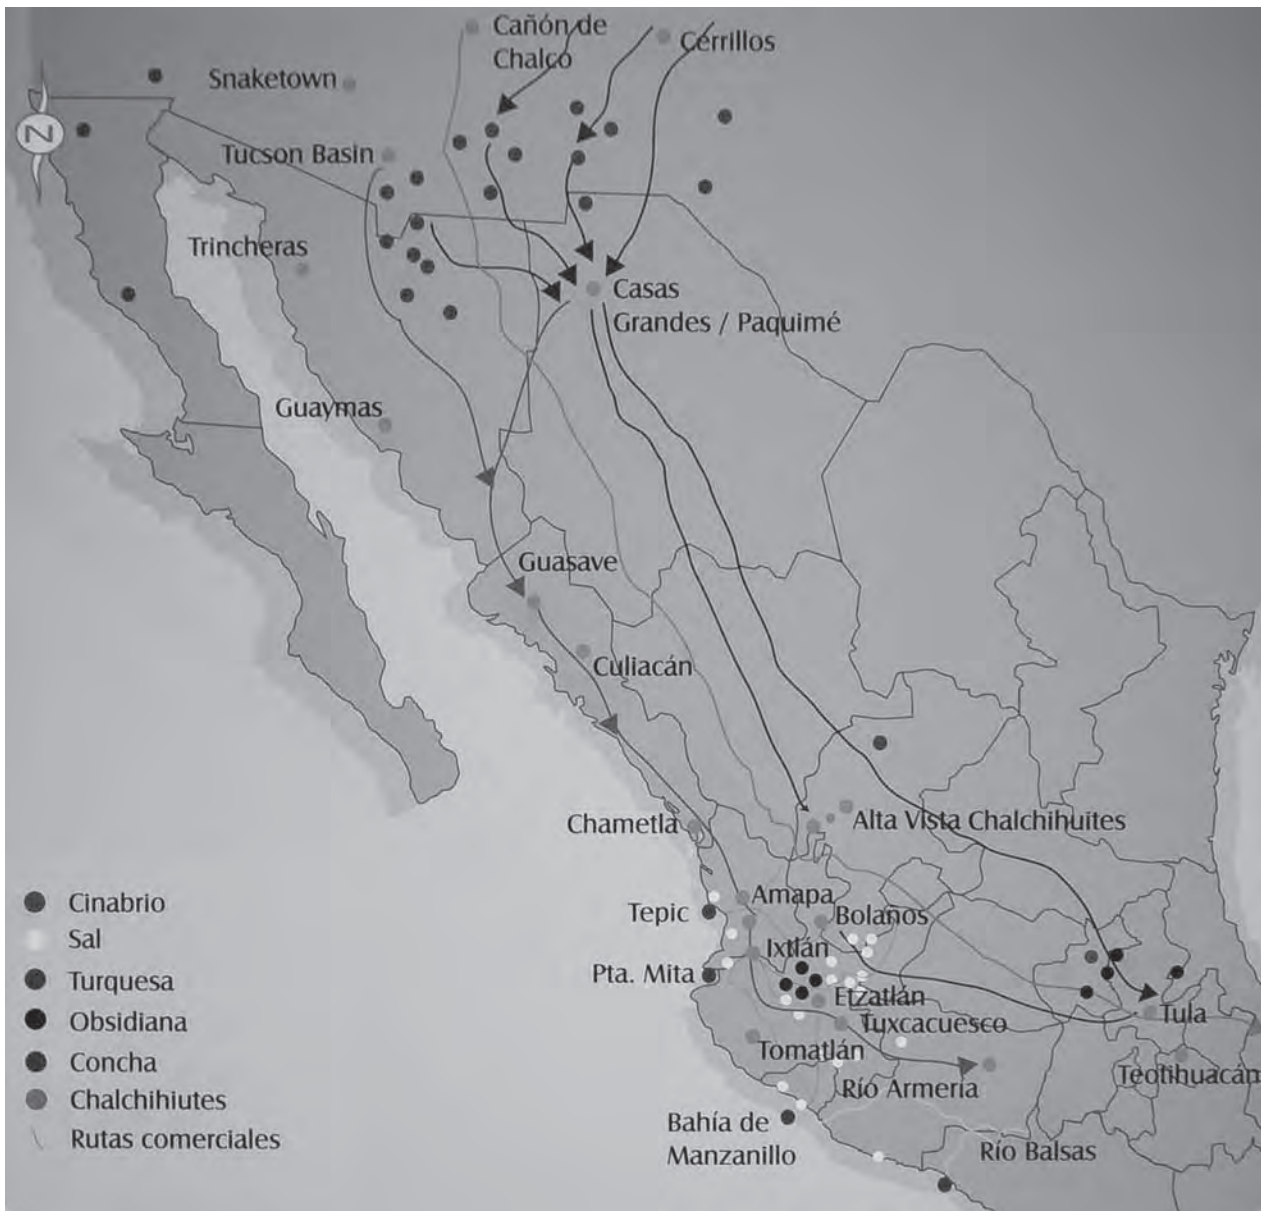 Cañón de
Chalco
Cerrillos
Snaketown
Tucson Basin
Trincheras
Casas
Grandes / Paquimé
Guaymas
Guasave
Culiacán
Chametla
Alta Vista Chalchihuites
Amapa
Tepic
Bolaños
Ixtlán
Pta. Mita
Etzatlán
Tula
Tuxcacuesco
Tomatlán
Teotihuacán
Río Armería
Bahía de
Manzanillo
Río Balsas
N
Cinabrio
Sal
Turquesa
Obsidiana
Concha
Chalchihiutes
Rutas comerciales